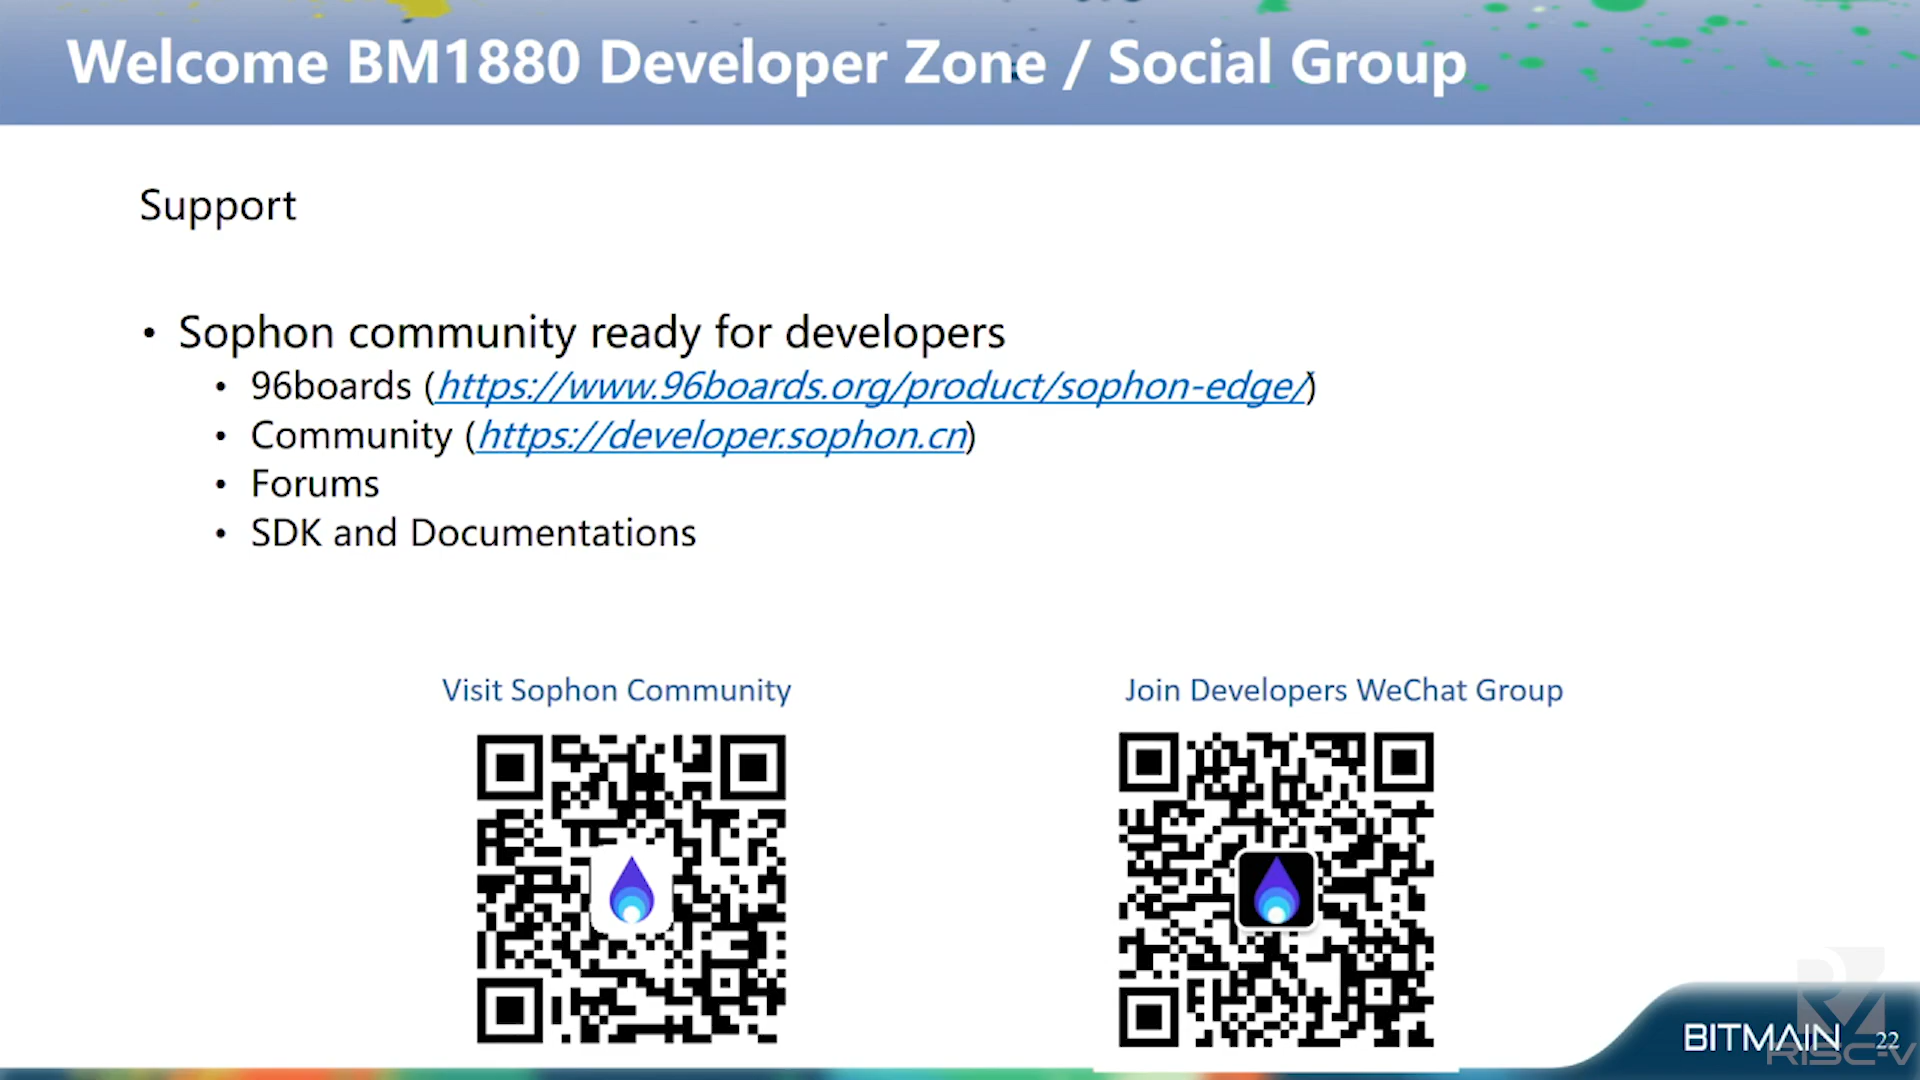 Welcome BM1880 Developer Zone / Social Group
Support
• Sophon community ready for developers
• 96boards (https://www.96boards.org/product/sophon-edge/)
• Community (https://developer.sophon.cn)
• Forums
• SDK and Documentations
Visit Sophon Community
Join Developers WeChat Group
BITMAIN
22
RISC-V